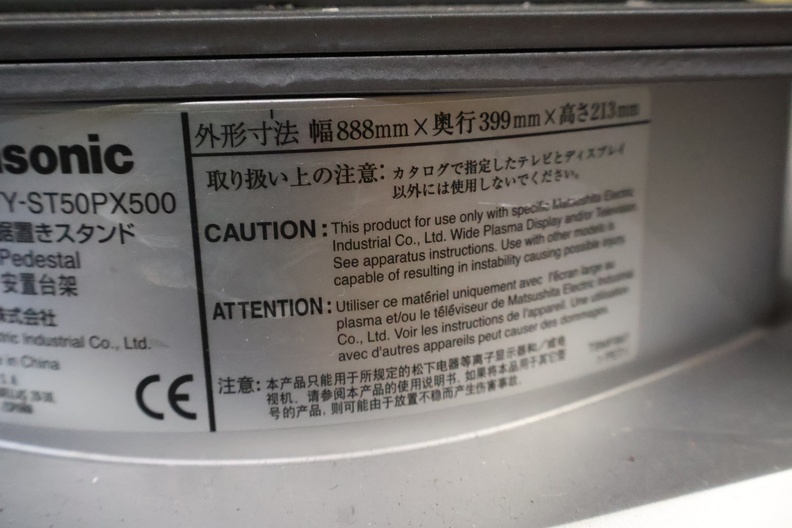 sonic
Y-ST50PX500
据置きスタンド
Pedestal
安置台架
株式会社
tric Industrial Co., Ltd.
in China
CE
外形寸法 幅888mm×奥行399mm×高さ213mm
取り扱い上の注意: カタログで指定したテレビとディスプレイ
以外には使用しないでください。
CAUTION: This product for use only with specific Matsushita Electric
Industrial Co., Ltd. Wide Plasma Display and/or Television.
See apparatus instructions. Use with other models is
capable of resulting in instability causing possible injury.
ATTENTION: Utiliser ce matériel uniquement avec l'écran large au
plasma et/ou le téléviseur de Matsushita Electric Industrial
Co., Ltd. Voir les instructions de l'appareil. Une utilisation
avec d'autres appareils peut causer des dommages.
注意: 本产品只能用于所规定的松下电器等离子显示器和/或电
视机. 请参阅本产品的使用说明书. 如果将本品用于其它型
号的产品, 则可能由于放置不稳而产生伤害事故.